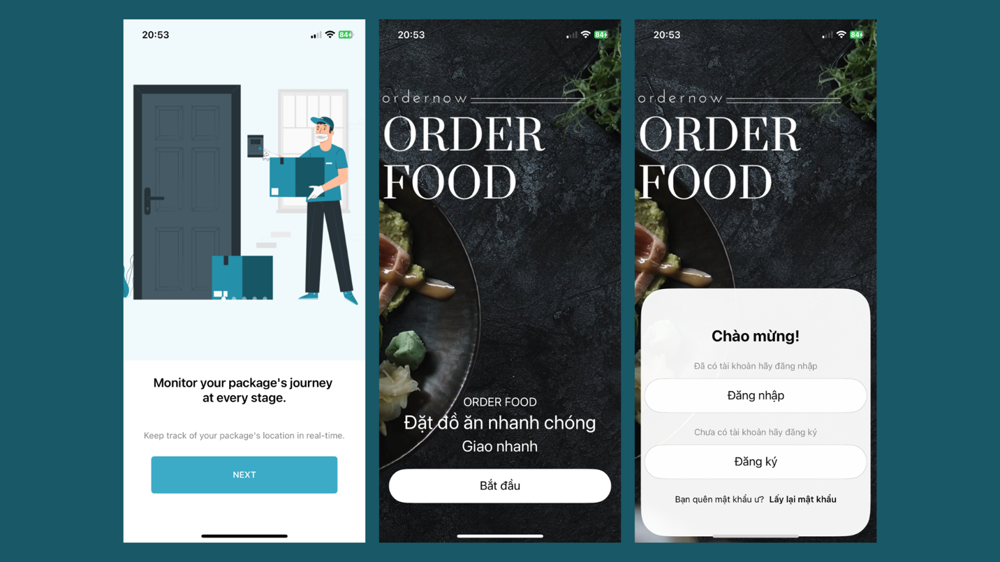 20:53
84
Monitor your package's journey
at every stage.
Keep track of your package's location in real-time.
NEXT
20:53
84
ordernow
ORDER
FOOD
ORDER FOOD
Đặt đồ ăn nhanh chóng
Giao nhanh
Bắt đầu
20:53
84
ordernow
ORDER
FOOD
Chào mừng!
Đã có tài khoản hãy đăng nhập
Đăng nhập
Chưa có tài khoản hãy đăng ký
Đăng ký
Bạn quên mật khẩu ư? Lấy lại mật khẩu